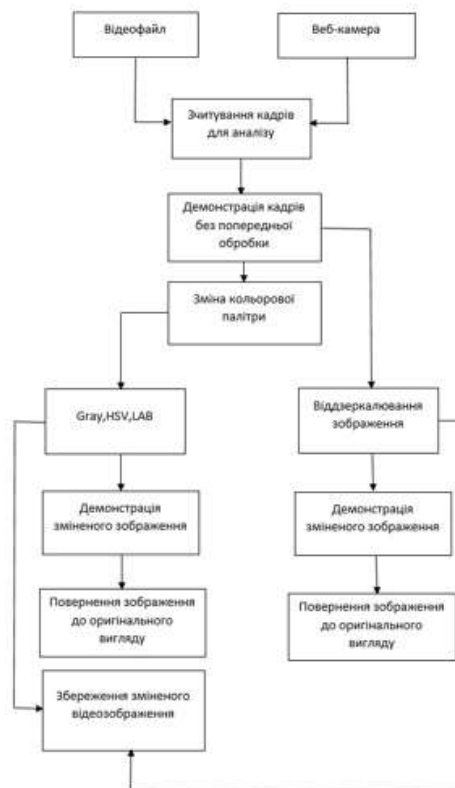 Відеофайл
Веб-камера
Зчитування кадрів
для аналізу
Демонстрація кадрів
без попередньої
обробки
Зміна кольорової
палітри
Gray,HSV,LAB
Віддзеркалювання
зображення
Демонстрація
зміненого зображення
Демонстрація
зміненого зображення
Повернення зображення
до оригінального
вигляду
Повернення зображення
до оригінального
вигляду
Збереження зміненого
відеозображення